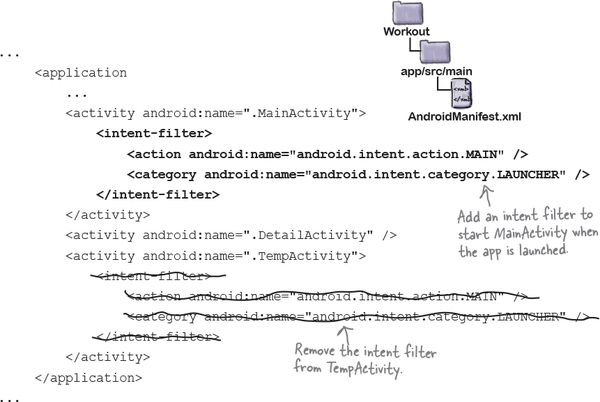 Workout
app/src/main
<xml>
</xml>
AndroidManifest.xml
...
<application
...
<activity android:name=".MainActivity">
<intent-filter>
<action android:name="android.intent.action.MAIN" />
<category android:name="android.intent.category.LAUNCHER" />
</intent-filter>
</activity>
Add an intent filter to
start MainActivity when
the app is launched.
<activity android:name=".DetailActivity" />
<activity android:name=".TempActivity">
<intent-filter>
<action android:name="android.intent.action.MAIN" />
<category android:name="android.intent.category.LAUNCHER" />
</intent-filter>
Remove the intent filter
from TempActivity.
</activity>
</application>
...